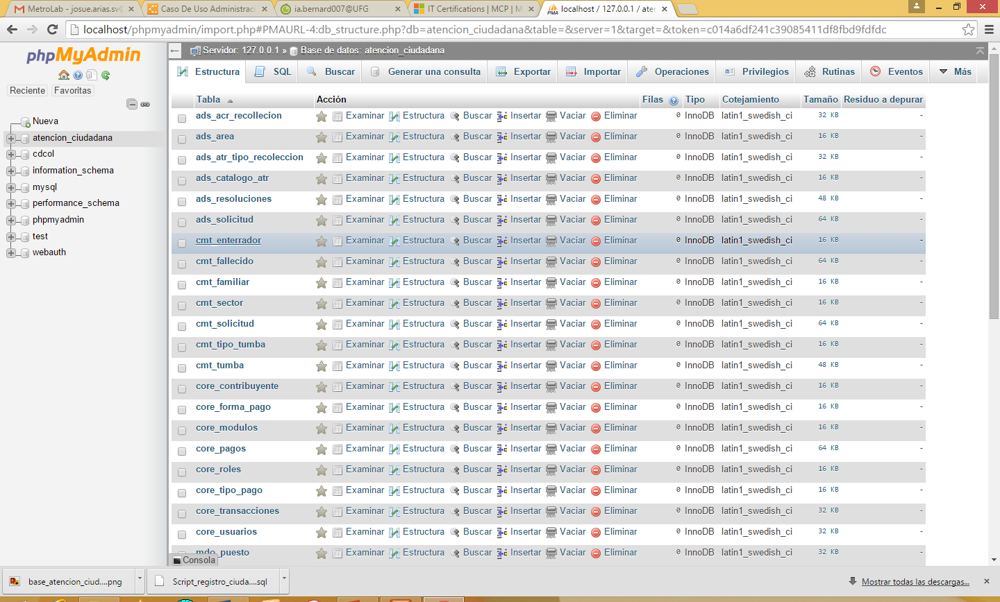 MetroLab - josue.arias.sv@
Caso De Uso Administraci
ia.bernard007@UFG
IT Certifications | MCP | M
localhost / 127.0.0.1 / aten
localhost/phpmyadmin/import.php#PMAURL-4:db_structure.php?db=atencion_ciudadana&table=&server=1&target=&token=c014a6df241c39085411df8fbd9fdfdc
phpMyAdmin
Reciente Favoritas
Nueva
atencion_ciudadana
cdcol
information_schema
mysql
performance_schema
phpmyadmin
test
webauth
Servidor: 127.0.0.1 » Base de datos: atencion_ciudadana
Estructura SQL Buscar Generar una consulta Exportar Importar Operaciones Privilegios Rutinas Eventos Más
Tabla Acción Filas Tipo Cotejamiento Tamaño Residuo a depurar
ads_acr_recollecion Examinar Estructura Buscar Insertar Vaciar Eliminar 0 InnoDB latin1_swedish_ci 32 KB -
ads_area Examinar Estructura Buscar Insertar Vaciar Eliminar 0 InnoDB latin1_swedish_ci 16 KB -
ads_atr_tipo_recoleccion Examinar Estructura Buscar Insertar Vaciar Eliminar 0 InnoDB latin1_swedish_ci 32 KB -
ads_catalogo_atr Examinar Estructura Buscar Insertar Vaciar Eliminar 0 InnoDB latin1_swedish_ci 16 KB -
ads_resoluciones Examinar Estructura Buscar Insertar Vaciar Eliminar 0 InnoDB latin1_swedish_ci 48 KB -
ads_solicitud Examinar Estructura Buscar Insertar Vaciar Eliminar 0 InnoDB latin1_swedish_ci 64 KB -
cmt_enterrador Examinar Estructura Buscar Insertar Vaciar Eliminar 0 InnoDB latin1_swedish_ci 16 KB -
cmt_fallecido Examinar Estructura Buscar Insertar Vaciar Eliminar 0 InnoDB latin1_swedish_ci 64 KB -
cmt_familiar Examinar Estructura Buscar Insertar Vaciar Eliminar 0 InnoDB latin1_swedish_ci 16 KB -
cmt_sector Examinar Estructura Buscar Insertar Vaciar Eliminar 0 InnoDB latin1_swedish_ci 16 KB -
cmt_solicitud Examinar Estructura Buscar Insertar Vaciar Eliminar 0 InnoDB latin1_swedish_ci 64 KB -
cmt_tipo_tumba Examinar Estructura Buscar Insertar Vaciar Eliminar 0 InnoDB latin1_swedish_ci 16 KB -
cmt_tumba Examinar Estructura Buscar Insertar Vaciar Eliminar 0 InnoDB latin1_swedish_ci 48 KB -
core_contribuyente Examinar Estructura Buscar Insertar Vaciar Eliminar 0 InnoDB latin1_swedish_ci 16 KB -
core_forma_pago Examinar Estructura Buscar Insertar Vaciar Eliminar 0 InnoDB latin1_swedish_ci 16 KB -
core_modulos Examinar Estructura Buscar Insertar Vaciar Eliminar 0 InnoDB latin1_swedish_ci 16 KB -
core_pagos Examinar Estructura Buscar Insertar Vaciar Eliminar 0 InnoDB latin1_swedish_ci 64 KB -
core_roles Examinar Estructura Buscar Insertar Vaciar Eliminar 0 InnoDB latin1_swedish_ci 16 KB -
core_tipo_pago Examinar Estructura Buscar Insertar Vaciar Eliminar 0 InnoDB latin1_swedish_ci 16 KB -
core_transacciones Examinar Estructura Buscar Insertar Vaciar Eliminar 0 InnoDB latin1_swedish_ci 32 KB -
core_usuarios Examinar Estructura Buscar Insertar Vaciar Eliminar 0 InnoDB latin1_swedish_ci 32 KB -
mdo_puesto Examinar Estructura Buscar Insertar Vaciar Eliminar 0 InnoDB latin1_swedish_ci 32 KB -
Consola
base_atencion_ciud....png
Script_registro_ciuda....sql
Mostrar todas las descargas...